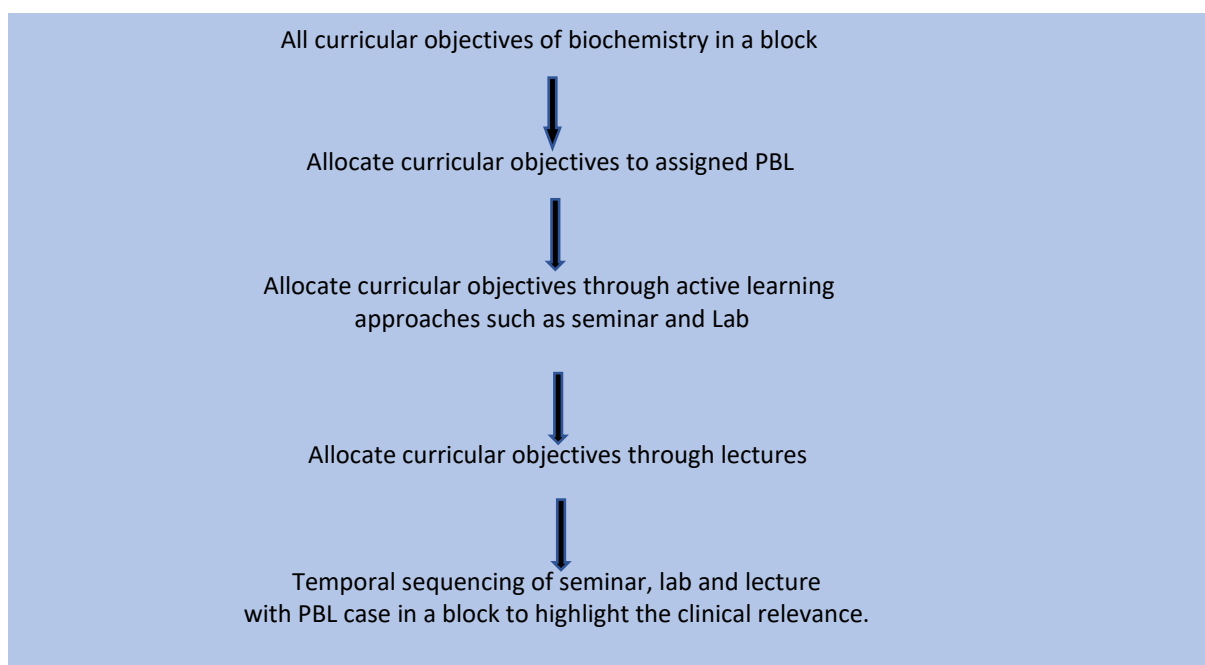 All curricular objectives of biochemistry in a block
Allocate curricular objectives to assigned PBL
Allocate curricular objectives through active learning
approaches such as seminar and Lab
Allocate curricular objectives through lectures
Temporal sequencing of seminar, lab and lecture
with PBL case in a block to highlight the clinical relevance.